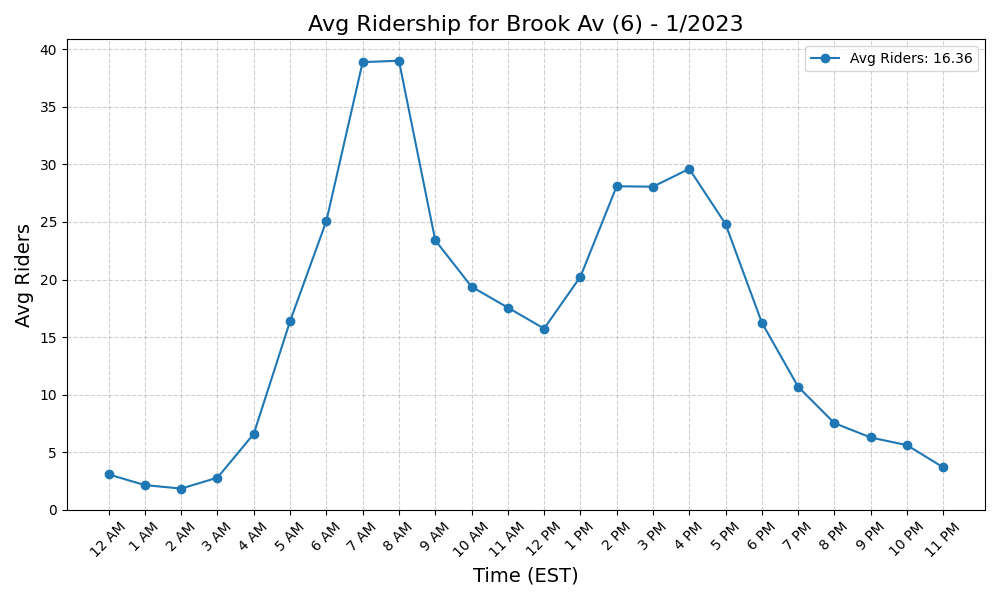 Avg Ridership for Brook Av (6) - 1/2023
Avg Riders: 16.36
Avg Riders
40
35
30
25
20
15
10
5
0
12 AM
1 AM
2 AM
3 AM
4 AM
5 AM
6 AM
7 AM
8 AM
9 AM
10 AM
11 AM
12 PM
1 PM
2 PM
3 PM
4 PM
5 PM
6 PM
7 PM
8 PM
9 PM
10 PM
11 PM
Time (EST)